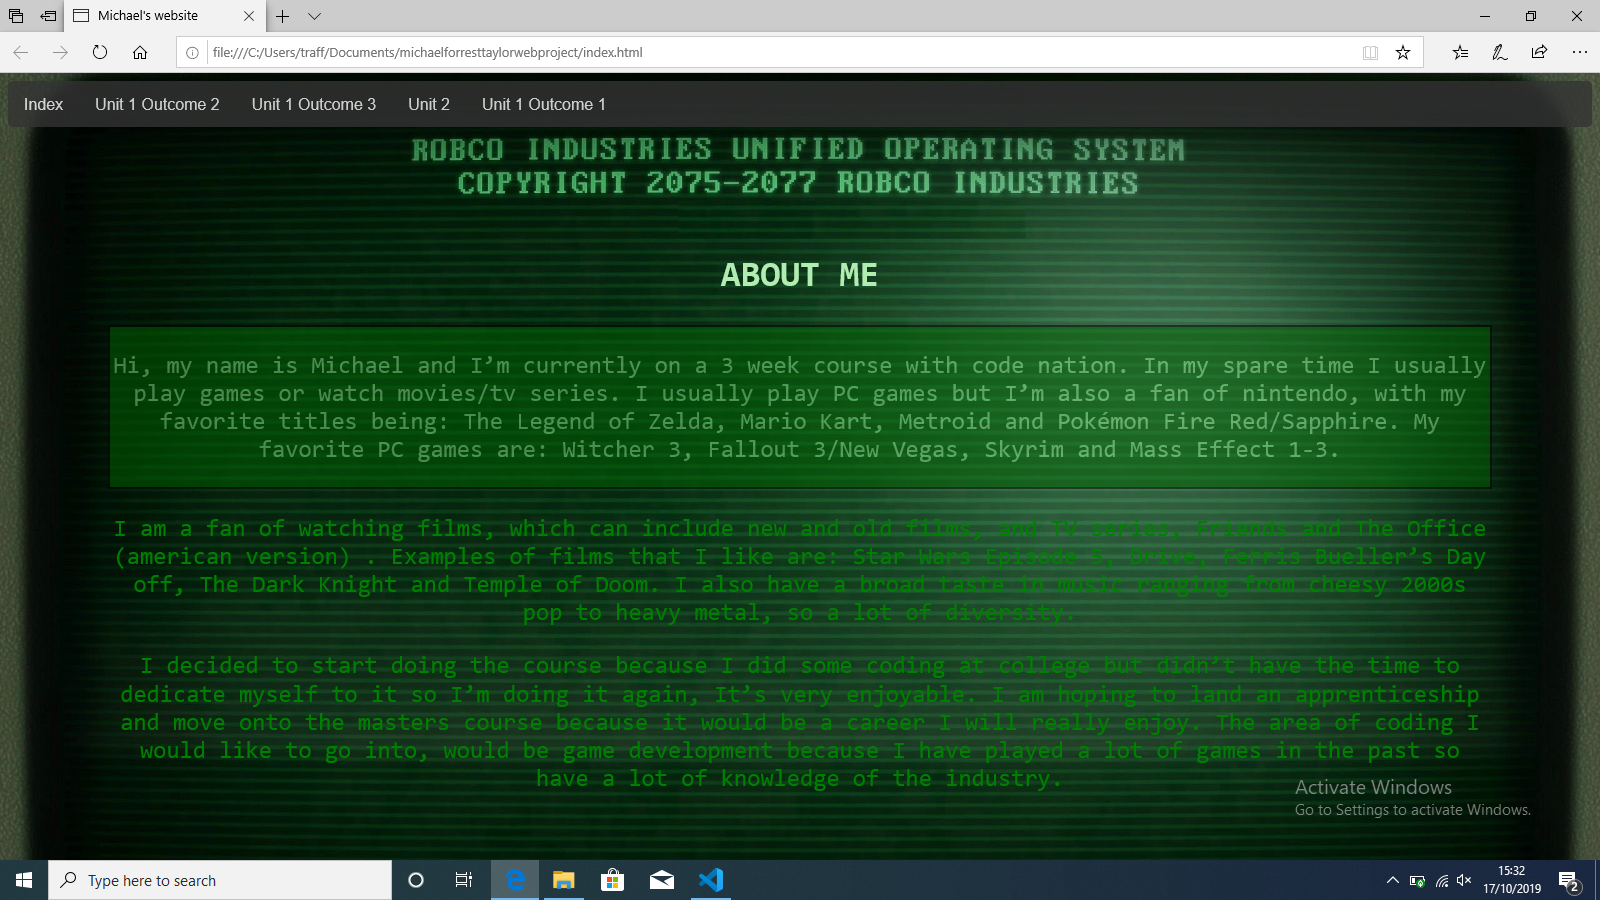 Michael's website
file:///C:/Users/traff/Documents/michaelforresttaylorwebproject/index.html
Index Unit 1 Outcome 2 Unit 1 Outcome 3 Unit 2 Unit 1 Outcome 1
ROBCO INDUSTRIES UNIFIED OPERATING SYSTEM
COPYRIGHT 2075-2077 ROBCO INDUSTRIES
ABOUT ME
Hi, my name is Michael and I’m currently on a 3 week course with code nation. In my spare time I usually
play games or watch movies/tv series. I usually play PC games but I’m also a fan of nintendo, with my
favorite titles being: The Legend of Zelda, Mario Kart, Metroid and Pokémon Fire Red/Sapphire. My
favorite PC games are: Witcher 3, Fallout 3/New Vegas, Skyrim and Mass Effect 1-3.
I am a fan of watching films, which can include new and old films, and TV series, Friends and The Office
(american version) . Examples of films that I like are: Star Wars Episode 5, Drive, Ferris Bueller’s Day
off, The Dark Knight and Temple of Doom. I also have a broad taste in music ranging from cheesy 2000s
pop to heavy metal, so a lot of diversity.
I decided to start doing the course because I did some coding at college but didn’t have the time to
dedicate myself to it so I’m doing it again, It’s very enjoyable. I am hoping to land an apprenticeship
and move onto the masters course because it would be a career I will really enjoy. The area of coding I
would like to go into, would be game development because I have played a lot of games in the past so
have a lot of knowledge of the industry.
Activate Windows
Go to Settings to activate Windows.
Type here to search
15:32
17/10/2019
2